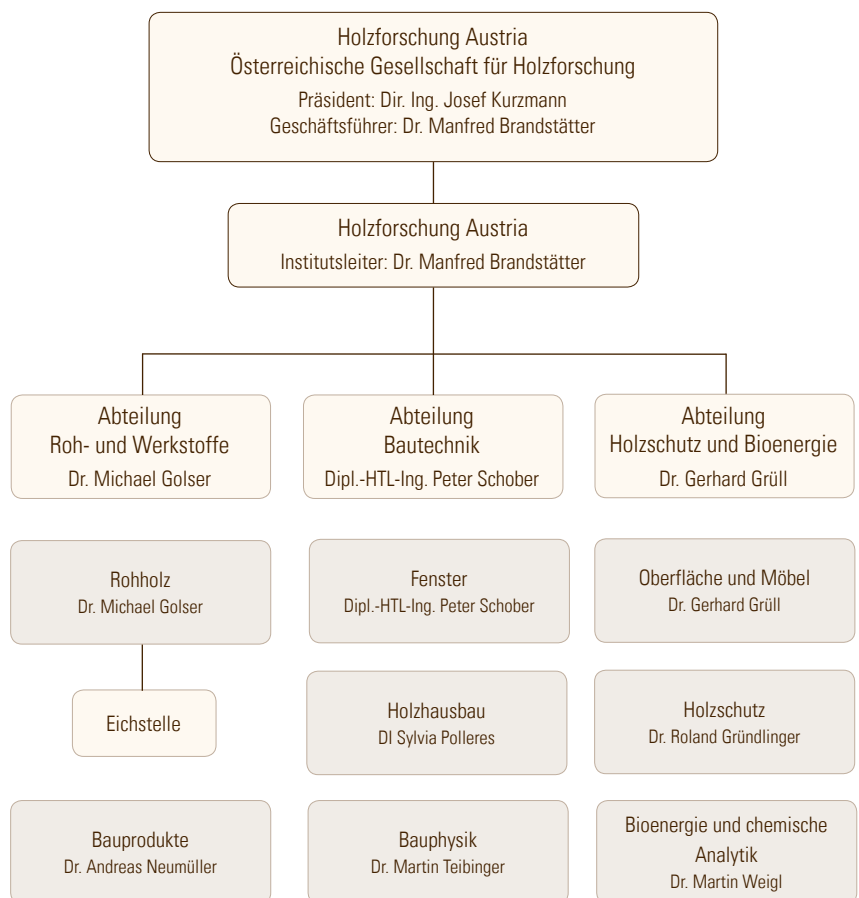 Holzforschung Austria
Österreichische Gesellschaft für Holzforschung
Präsident: Dir. Ing. Josef Kurzmann
Geschäftsführer: Dr. Manfred Brandstätter
Holzforschung Austria
Institutsleiter: Dr. Manfred Brandstätter
Abteilung
Roh- und Werkstoffe
Dr. Michael Golser
Abteilung
Bautechnik
Dipl.-HTL-Ing. Peter Schober
Abteilung
Holzschutz und Bioenergie
Dr. Gerhard Grüll
Rohholz
Dr. Michael Golser
Fenster
Dipl.-HTL-Ing. Peter Schober
Oberfläche und Möbel
Dr. Gerhard Grüll
Eichstelle
Holzhausbau
DI Sylvia Polleres
Holzschutz
Dr. Roland Gründlinger
Bauprodukte
Dr. Andreas Neumüller
Bauphysik
Dr. Martin Teibinger
Bioenergie und chemische
Analytik
Dr. Martin Weigl